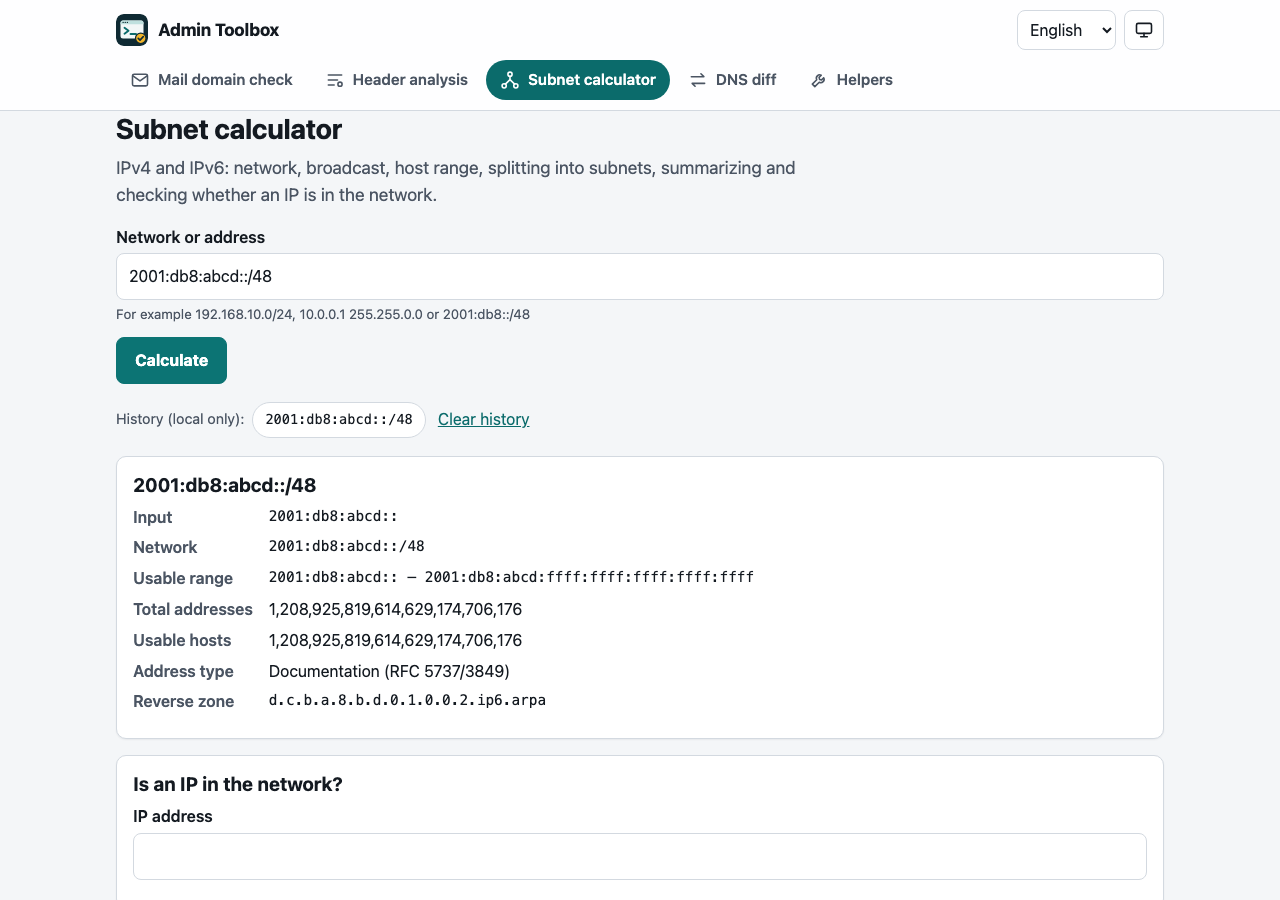 Admin Toolbox
English
Mail domain check
Header analysis
Subnet calculator
DNS diff
Helpers
Subnet calculator
IPv4 and IPv6: network, broadcast, host range, splitting into subnets, summarizing and
checking whether an IP is in the network.
Network or address
2001:db8:abcd::/48
For example 192.168.10.0/24, 10.0.0.1 255.255.0.0 or 2001:db8::/48
Calculate
History (local only): 2001:db8:abcd::/48 Clear history
2001:db8:abcd::/48
Input 2001:db8:abcd::
Network 2001:db8:abcd::/48
Usable range 2001:db8:abcd:: – 2001:db8:abcd:ffff:ffff:ffff:ffff:ffff
Total addresses 1,208,925,819,614,629,174,706,176
Usable hosts 1,208,925,819,614,629,174,706,176
Address type Documentation (RFC 5737/3849)
Reverse zone d.c.b.a.8.b.d.0.1.0.0.2.ip6.arpa
Is an IP in the network?
IP address